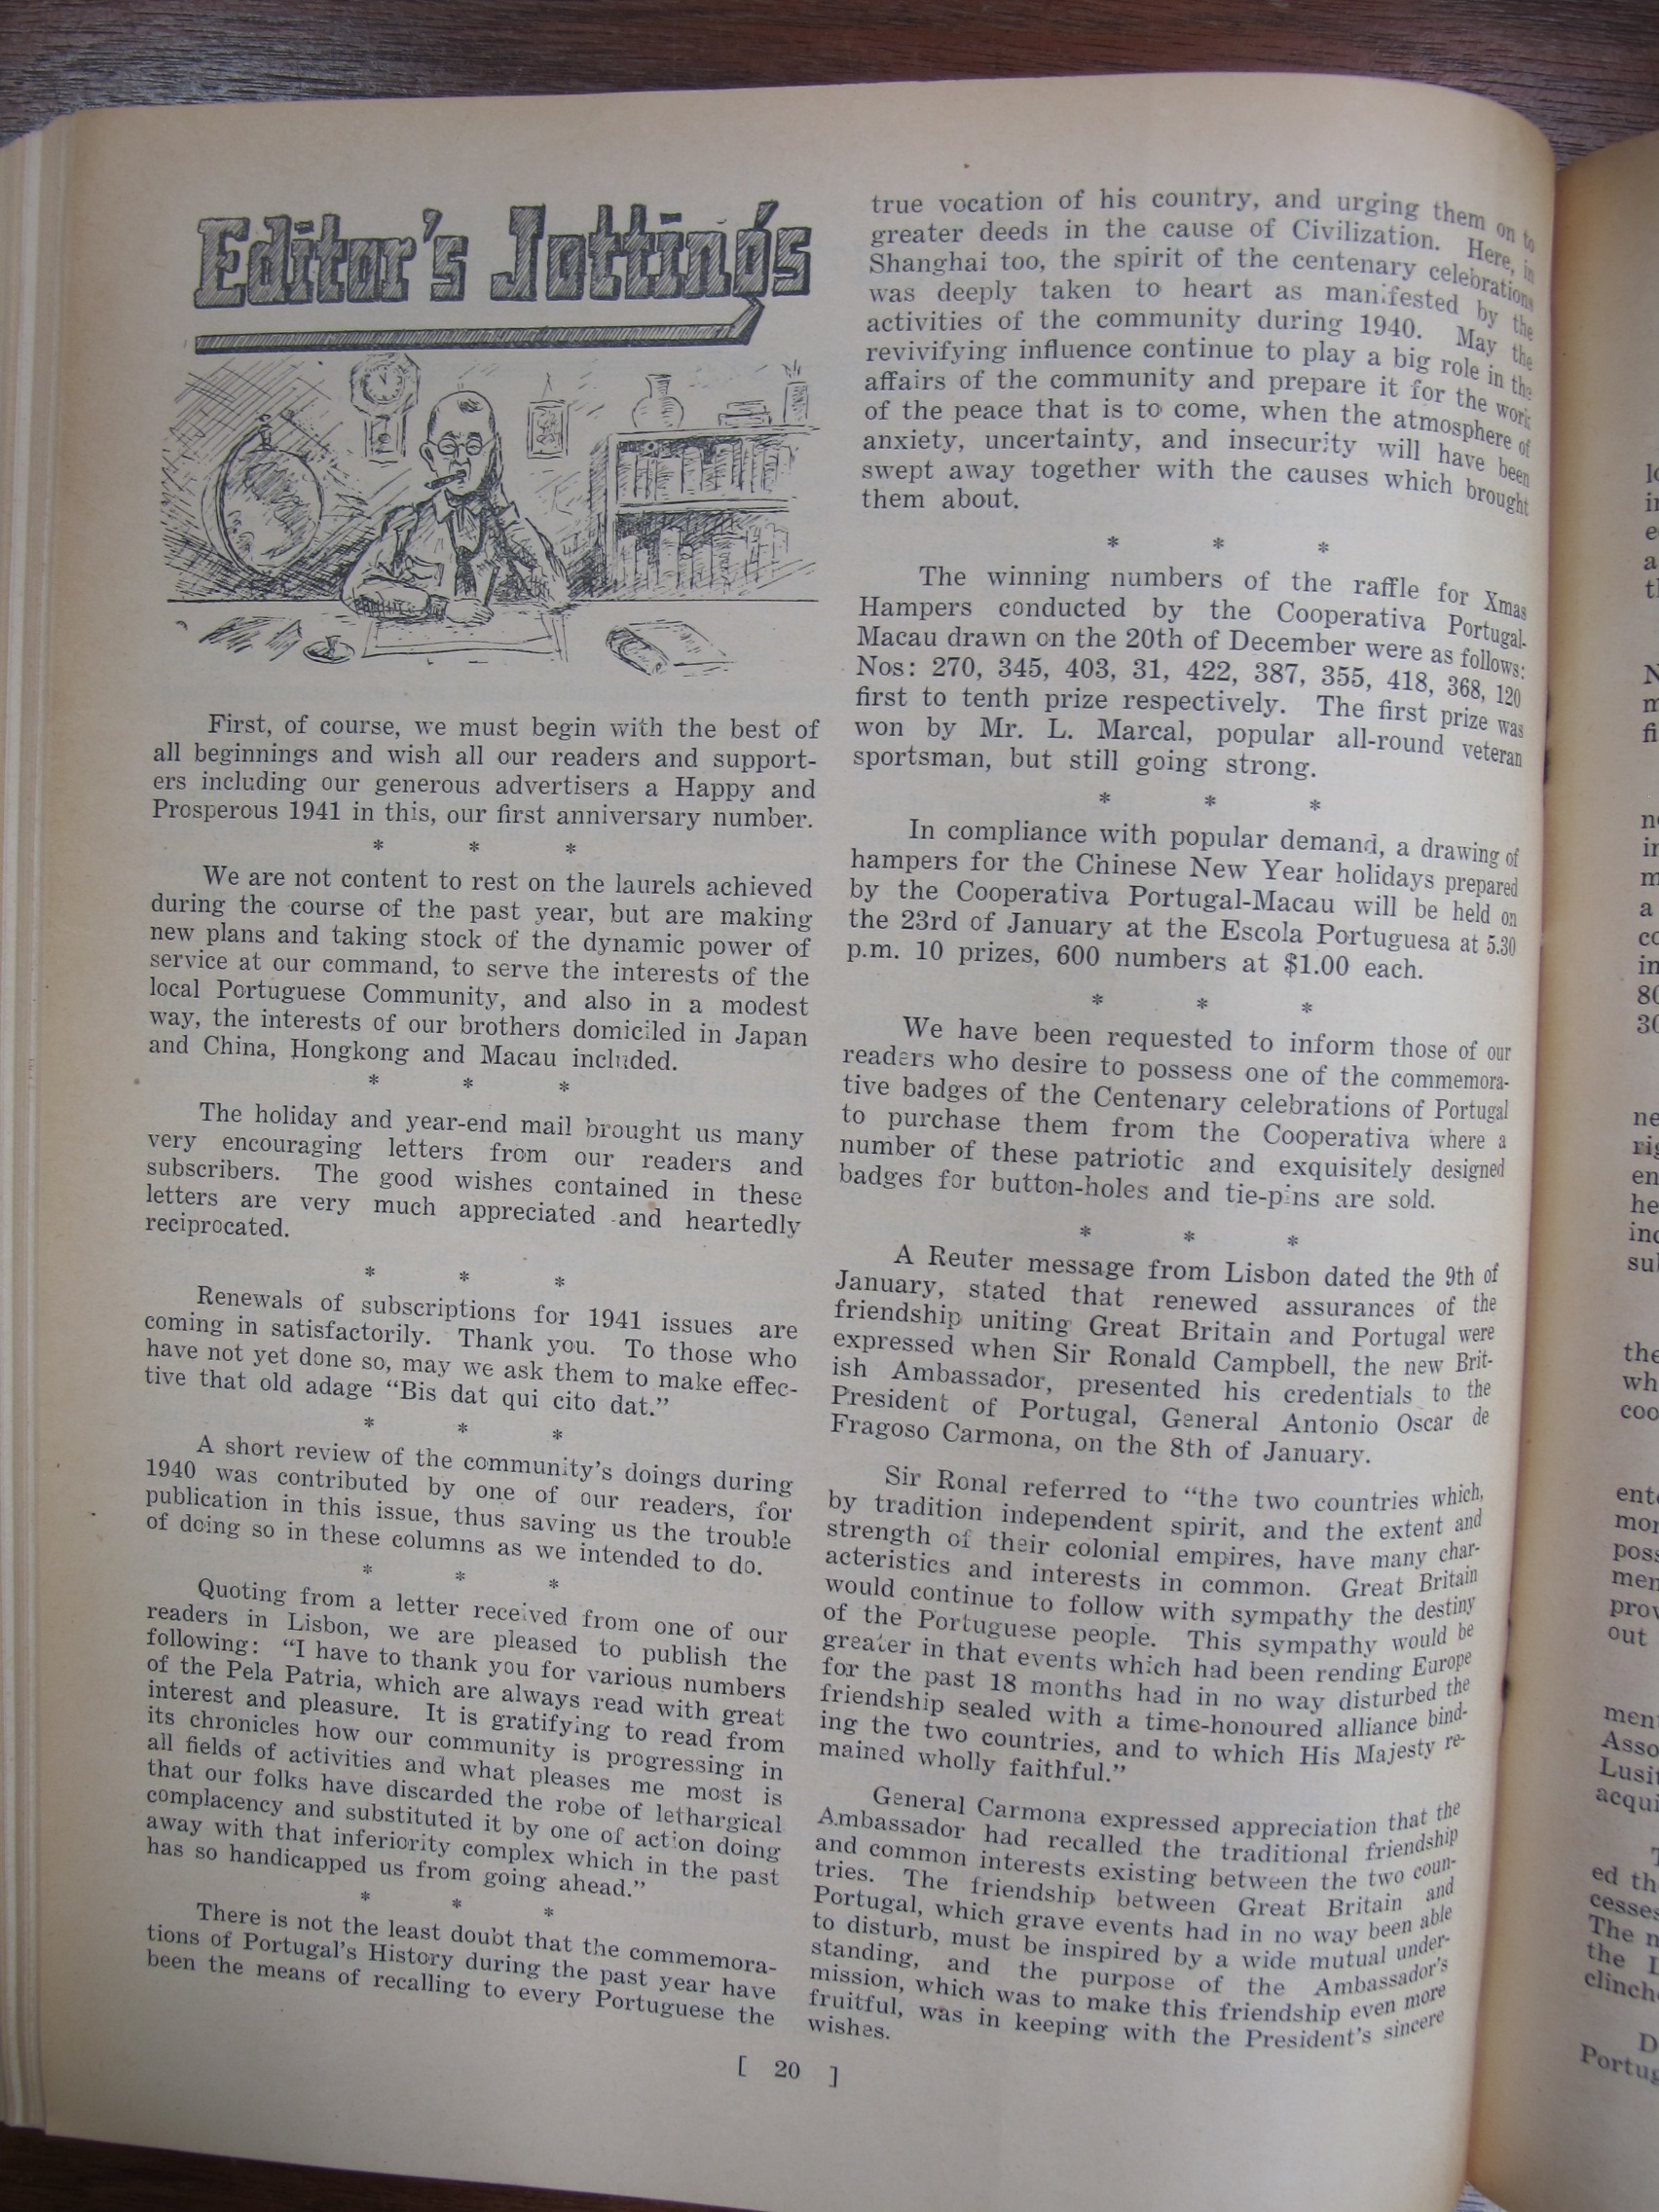 Editor's Jottings
First, of course, we must begin with the best of
all beginnings and wish all our readers and support-
ers including our generous advertisers a Happy and
Prosperous 1941 in this, our first anniversary number.
* * *
We are not content to rest on the laurels achieved
during the course of the past year, but are making
new plans and taking stock of the dynamic power of
service at our command, to serve the interests of the
local Portuguese Community, and also in a modest
way, the interests of our brothers domiciled in Japan
and China, Hongkong and Macau included.
* * *
The holiday and year-end mail brought us many
very encouraging letters from our readers and
subscribers. The good wishes contained in these
letters are very much appreciated and heartedly
reciprocated.
* * *
Renewals of subscriptions for 1941 issues are
coming in satisfactorily. Thank you. To those who
have not yet done so, may we ask them to make effec-
tive that old adage “Bis dat qui cito dat.”
* * *
A short review of the community's doings during
1940 was contributed by one of our readers, for
publication in this issue, thus saving us the trouble
of doing so in these columns as we intended to do.
* * *
Quoting from a letter received from one of our
readers in Lisbon, we are pleased to publish the
following: “I have to thank you for various numbers
of the Pela Patria, which are always read with great
interest and pleasure. It is gratifying to read from
its chronicles how our community is progressing in
all fields of activities and what pleases me most is
that our folks have discarded the robe of lethargical
complacency and substituted it by one of action doing
away with that inferiority complex which in the past
has so handicapped us from going ahead.”
* * *
There is not the least doubt that the commemora-
tions of Portugal's History during the past year have
been the means of recalling to every Portuguese the
true vocation of his country, and urging them on to
greater deeds in the cause of Civilization. Here, in
Shanghai too, the spirit of the centenary celebrations
was deeply taken to heart as manifested by the
activities of the community during 1940. May the
revivifying influence continue to play a big role in the
affairs of the community and prepare it for the work
of the peace that is to come, when the atmosphere of
anxiety, uncertainty, and insecurity will have been
swept away together with the causes which brought
them about.
* * *
The winning numbers of the raffle for Xmas
Hampers conducted by the Cooperativa Portugal-
Macau drawn on the 20th of December were as follows:
Nos: 270, 345, 403, 31, 422, 387, 355, 418, 368, 120
first to tenth prize respectively. The first prize was
won by Mr. L. Marcal, popular all-round veteran
sportsman, but still going strong.
* * *
In compliance with popular demand, a drawing of
hampers for the Chinese New Year holidays prepared
by the Cooperativa Portugal-Macau will be held on
the 23rd of January at the Escola Portuguesa at 5.30
p.m. 10 prizes, 600 numbers at $1.00 each.
* * *
We have been requested to inform those of our
readers who desire to possess one of the commemora-
tive badges of the Centenary celebrations of Portugal
to purchase them from the Cooperativa where a
number of these patriotic and exquisitely designed
badges for button-holes and tie-pins are sold.
* * *
A Reuter message from Lisbon dated the 9th of
January, stated that renewed assurances of the
friendship uniting Great Britain and Portugal were
expressed when Sir Ronald Campbell, the new Brit-
ish Ambassador, presented his credentials to the
President of Portugal, General Antonio Oscar de
Fragoso Carmona, on the 8th of January.
Sir Ronal referred to “the two countries which,
by tradition independent spirit, and the extent and
strength of their colonial empires, have many char-
acteristics and interests in common. Great Britain
would continue to follow with sympathy the destiny
of the Portuguese people. This sympathy would be
greater in that events which had been rending Europe
for the past 18 months had in no way disturbed the
friendship sealed with a time-honoured alliance bind-
ing the two countries, and to which His Majesty re-
mained wholly faithful.”
General Carmona expressed appreciation that the
Ambassador had recalled the traditional friendship
and common interests existing between the two coun-
tries. The friendship between Great Britain and
Portugal, which grave events had in no way been able
to disturb, must be inspired by a wide mutual under-
standing, and the purpose of the Ambassador's
mission, which was to make this friendship even more
fruitful, was in keeping with the President's sincere
wishes.
[ 20 ]